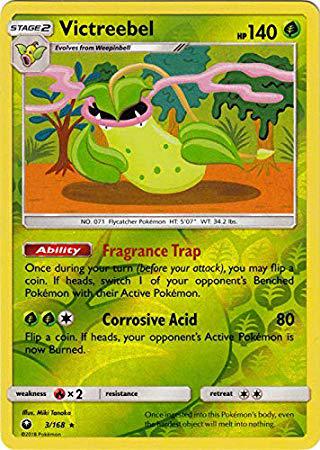 STAGE 2 Victreebel HP 140
Evolves from Weepinbell
NO. 071 Flycatcher Pokémon HT: 5'07" WT: 34.2 lbs.
Ability Fragrance Trap
Once during your turn (before your attack), you may flip a
coin. If heads, switch 1 of your opponent's Benched
Pokémon with their Active Pokémon.
Corrosive Acid 80
Flip a coin. If heads, your opponent's Active Pokémon is
now Burned.
weakness × 2 resistance retreat
Illus. Miki Tanaka
3/168 ★
©2018 Pokémon
Once ingested into this Pokémon's body, even
the hardest object will melt into nothing.